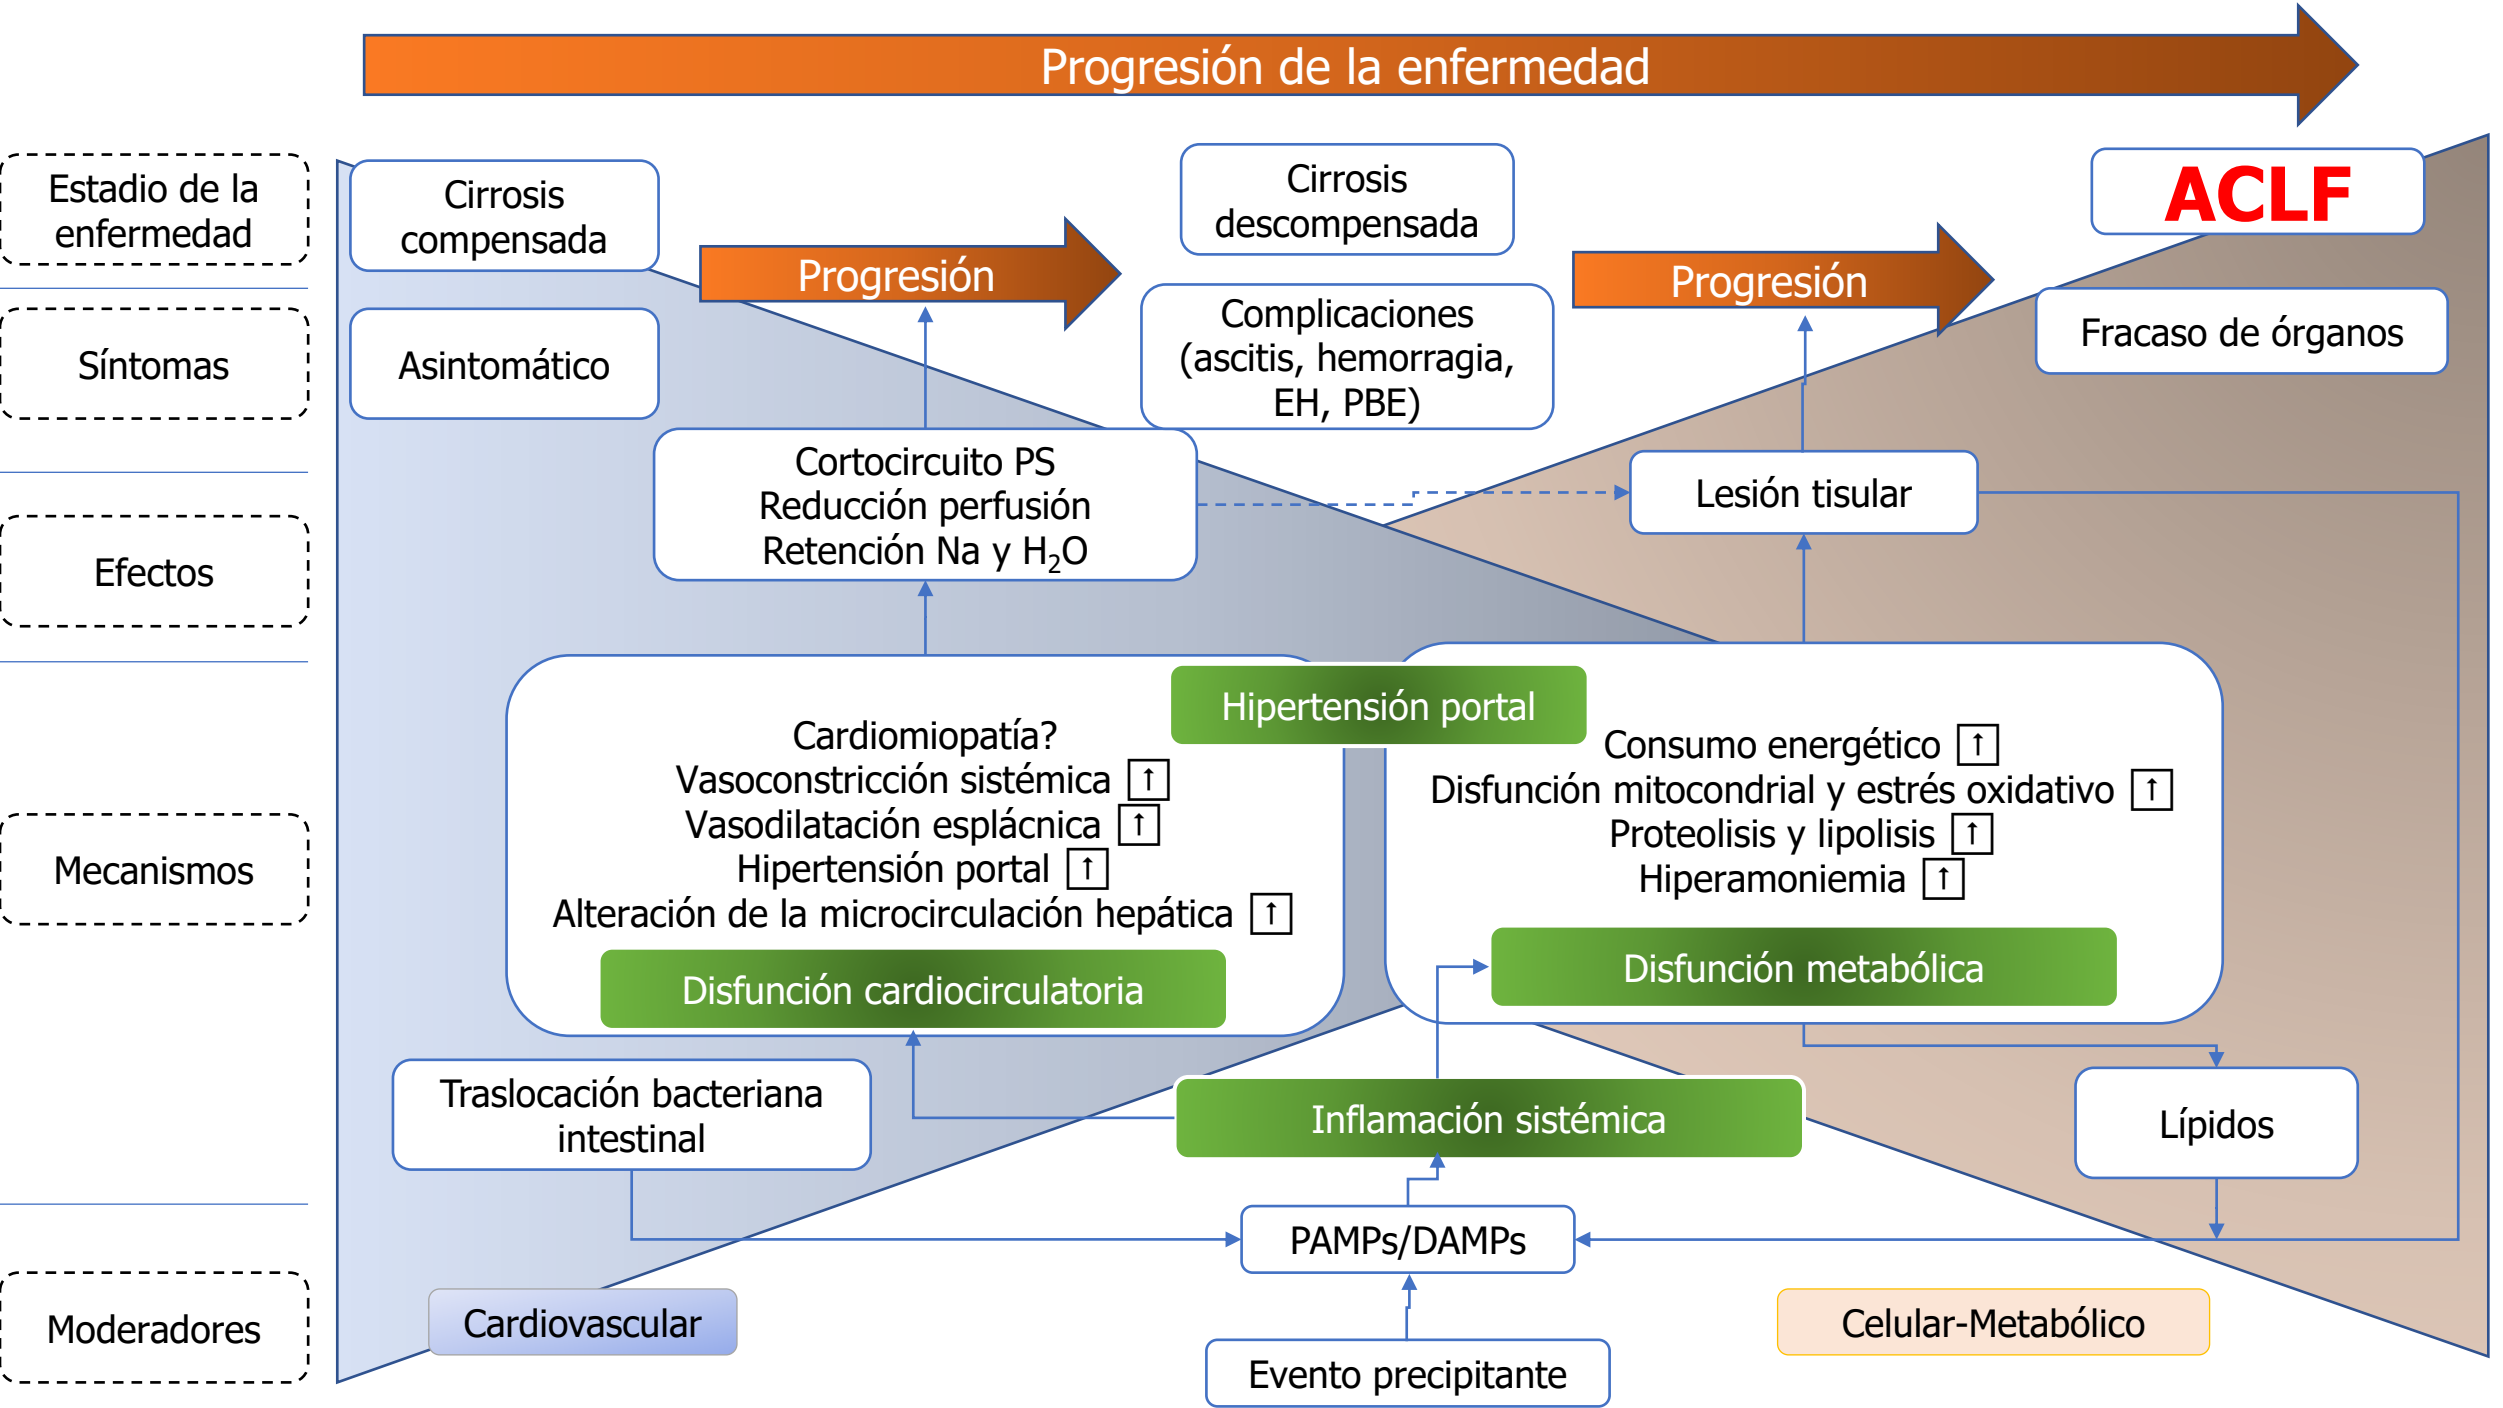 Progresión de la enfermedad
Estadio de la
enfermedad
Cirrosis
compensada
Progresión
Cirrosis
descompensada
Progresión
ACLF
Síntomas
Asintomático
Complicaciones
(ascitis, hemorragia,
EH, PBE)
Fracaso de órganos
Efectos
Cortocircuito PS
Reducción perfusión
Retención Na y H₂O
Lesión tisular
Mecanismos
Hipertensión portal
Cardiomiopatía?
Vasoconstricción sistémica ↑
Vasodilatación esplácnica ↑
Hipertensión portal ↑
Alteración de la microcirculación hepática ↑
Disfunción cardiocirculatoria
Consumo energético ↑
Disfunción mitocondrial y estrés oxidativo ↑
Proteolisis y lipolisis ↑
Hiperamoniemia ↑
Disfunción metabólica
Traslocación bacteriana
intestinal
Inflamación sistémica
Lípidos
PAMPs/DAMPs
Moderadores
Cardiovascular
Celular-Metabólico
Evento precipitante